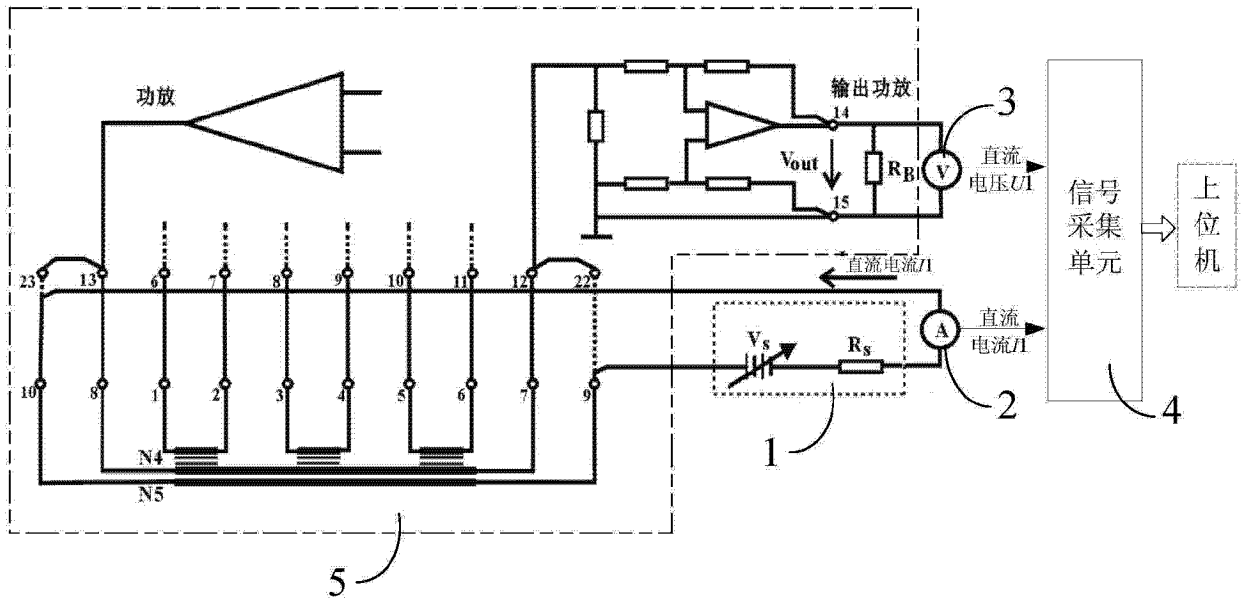 功放
输出功放
14
3
Vout
RB
V
直流
电压U1
信号
采集
单元
上
位
机
15
23
13
6
7
8
9
10
11
12
22
直流电流I1
A
直流
电流I1
Vs
Rs
10
8
1
2
3
4
5
6
7
9
2
4
1
N4
N5
5